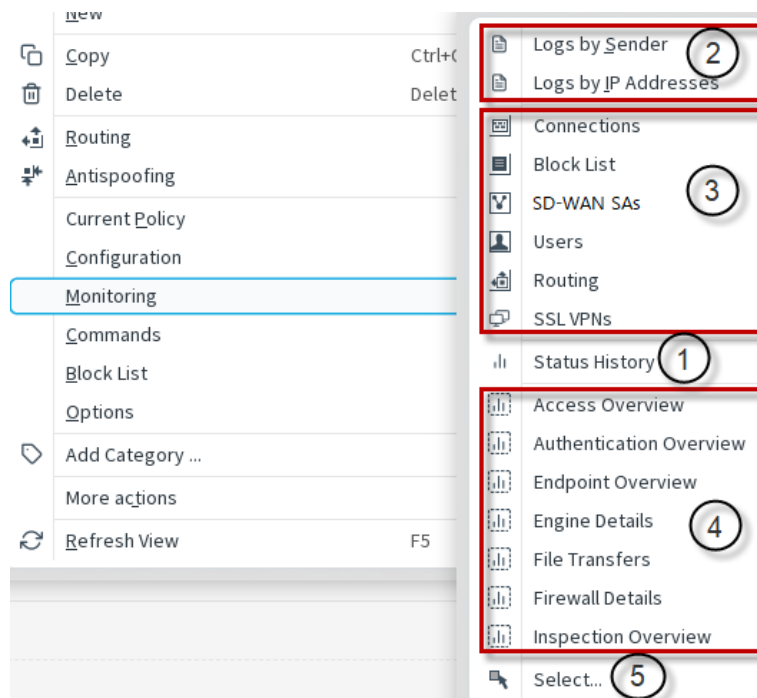 New
Copy Ctrl+C
Delete Delet
Routing
Antispoofing
Current Policy
Configuration
Monitoring
Commands
Block List
Options
Add Category ...
More actions
Refresh View F5
Logs by Sender 2
Logs by IP Addresses
Connections
Block List
SD-WAN SAs 3
Users
Routing
SSL VPNs
Status History 1
Access Overview
Authentication Overview
Endpoint Overview
Engine Details 4
File Transfers
Firewall Details
Inspection Overview
Select... 5